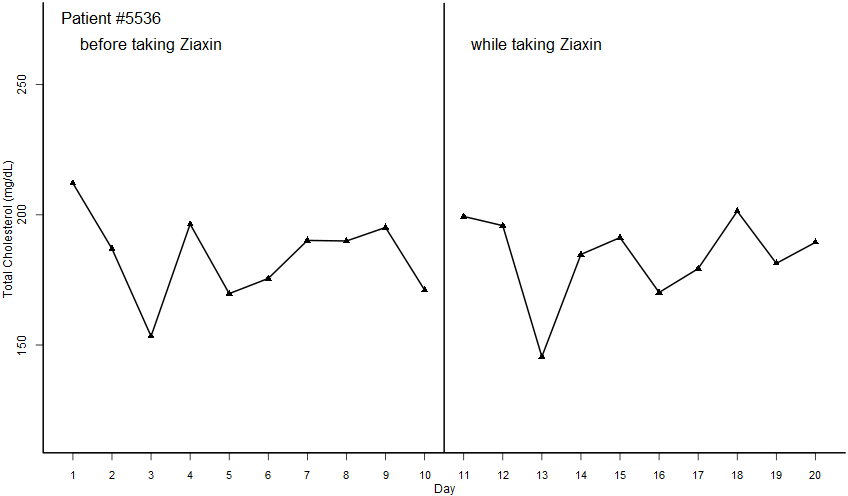 Patient #5536
before taking Ziaxin
while taking Ziaxin
Total Cholesterol (mg/dL)
250
200
150
1 2 3 4 5 6 7 8 9 10 11 12 13 14 15 16 17 18 19 20
Day